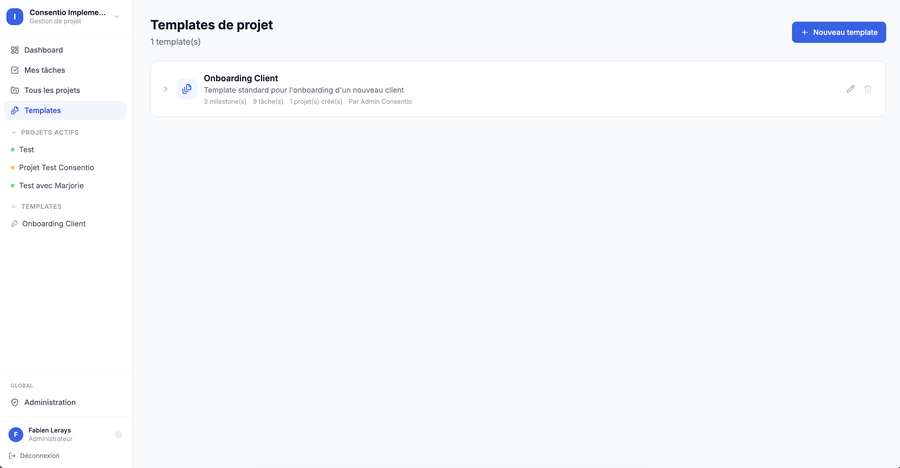 I
Consentio Impleme...
Gestion de projet
Dashboard
Mes tâches
Tous les projets
Templates
PROJETS ACTIFS
Test
Projet Test Consentio
Test avec Marjorie
TEMPLATES
Onboarding Client
GLOBAL
Administration
F
Fabien Lerays
Administrateur
Déconnexion
Templates de projet
1 template(s)
+ Nouveau template
Onboarding Client
Template standard pour l'onboarding d'un nouveau client
3 milestone(s) 9 tâche(s) 1 projet(s) créé(s) Par Admin Consentio